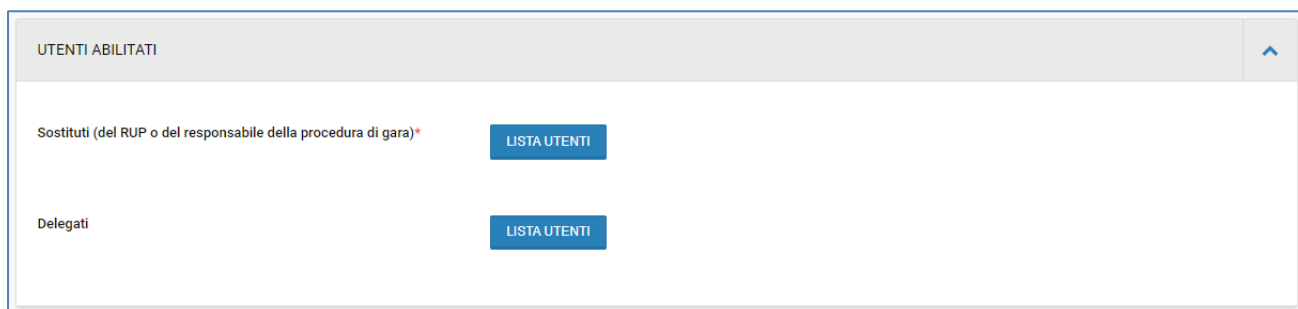 UTENTI ABILITATI
Sostituti (del RUP o del responsabile della procedura di gara)*
LISTA UTENTI
Delegati
LISTA UTENTI